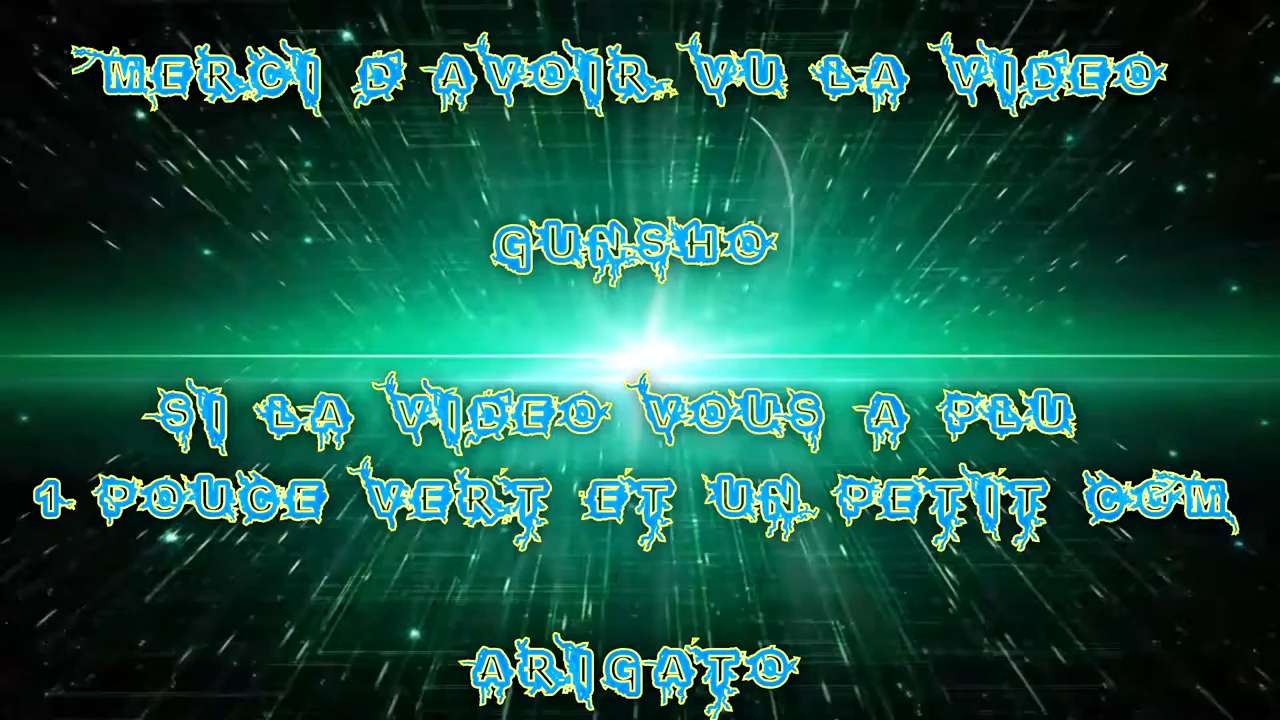 MERCI D AVOIR VU LA VIDEO
GUNSHO
SI LA VIDEO VOUS A PLU
1 POUCE VERT ET UN PETIT COM
ARIGATO